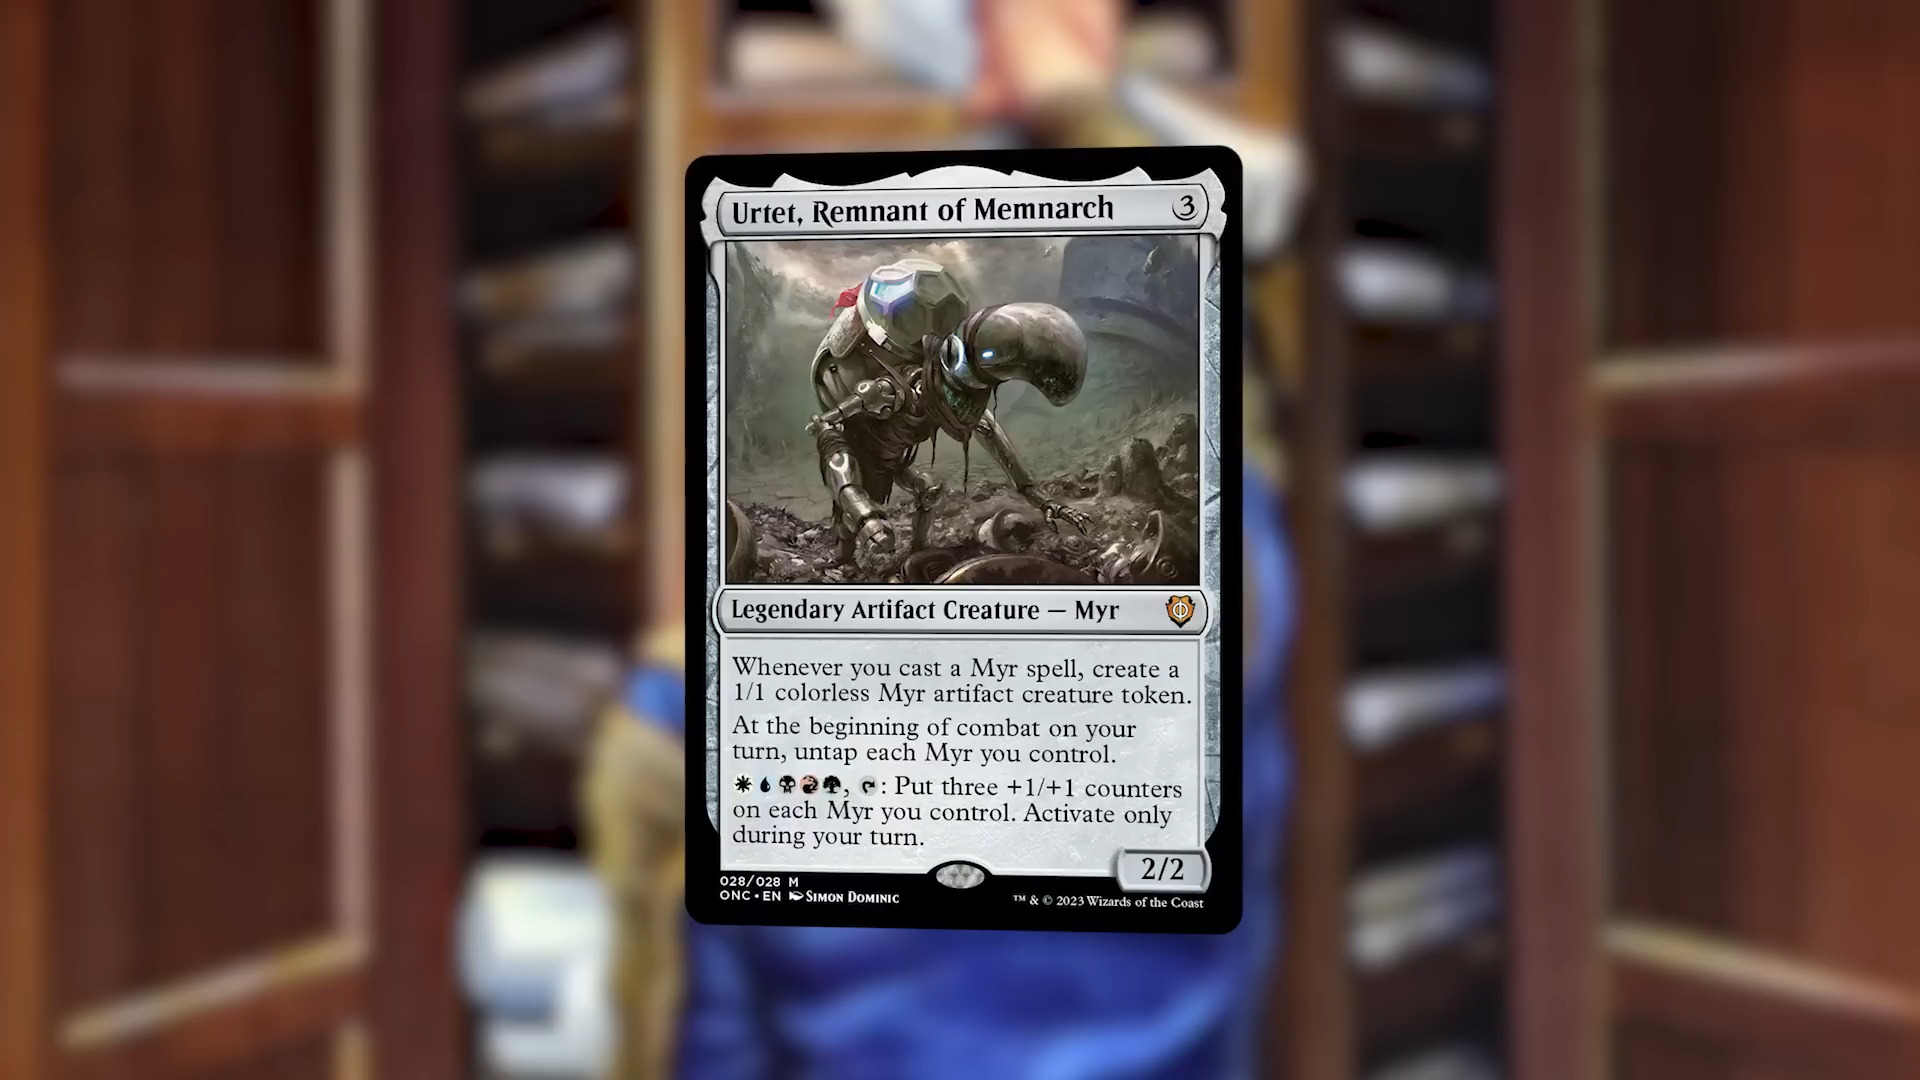 Urtet, Remnant of Memnarch 3
Legendary Artifact Creature — Myr
Whenever you cast a Myr spell, create a
1/1 colorless Myr artifact creature token.
At the beginning of combat on your
turn, untap each Myr you control.
, : Put three +1/+1 counters
on each Myr you control. Activate only
during your turn.
2/2
028/028 M
ONC • EN Simon Dominic
™ & © 2023 Wizards of the Coast